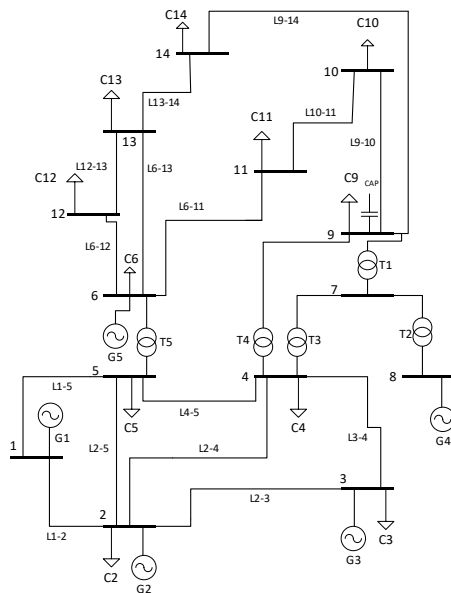 C14
L9-14
C10
14
10
C13
L13-14
C11
L10-11
13
L9-10
L12-13
L6-13
C12
11
C9
CAP
12
L6-11
9
L6-12
C6
T1
6
7
T5
T4
T3
T2
G5
5
4
8
L1-5
C5
L4-5
C4
G4
G1
1
L2-5
L2-4
L3-4
3
L2-3
L1-2
2
C2
G2
G3
C3